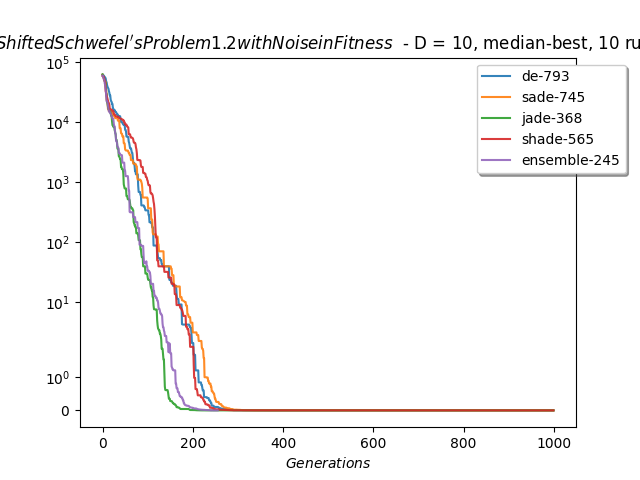 ShiftedSchwefel'sProblem1.2withNoiseinFitness - D = 10, median-best, 10 ru
10^5
10^4
10^3
10^2
10^1
10^0
0
de-793
sade-745
jade-368
shade-565
ensemble-245
0 200 400 600 800 1000
Generations